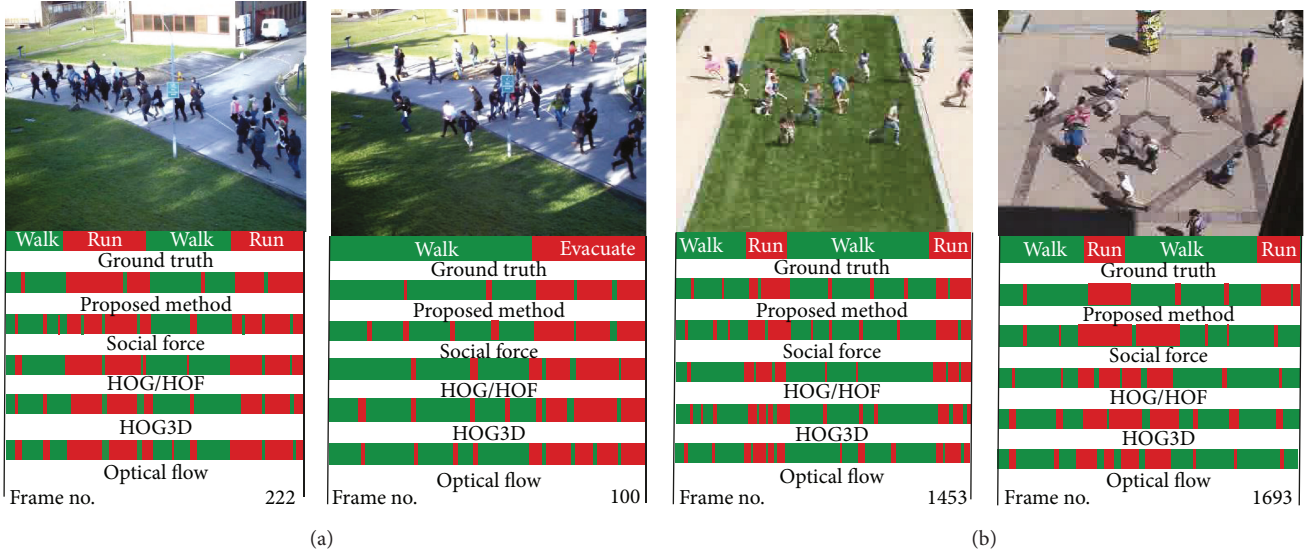 Walk Run Walk Run
Ground truth
Proposed method
Social force
HOG/HOF
HOG3D
Optical flow
Frame no. 222
Walk Evacuate
Ground truth
Proposed method
Social force
HOG/HOF
HOG3D
Optical flow
Frame no. 100
(a)
Walk Run Walk Run
Ground truth
Proposed method
Social force
HOG/HOF
HOG3D
Optical flow
Frame no. 1453
Walk Run Walk Run
Ground truth
Proposed method
Social force
HOG/HOF
HOG3D
Optical flow
Frame no. 1693
(b)